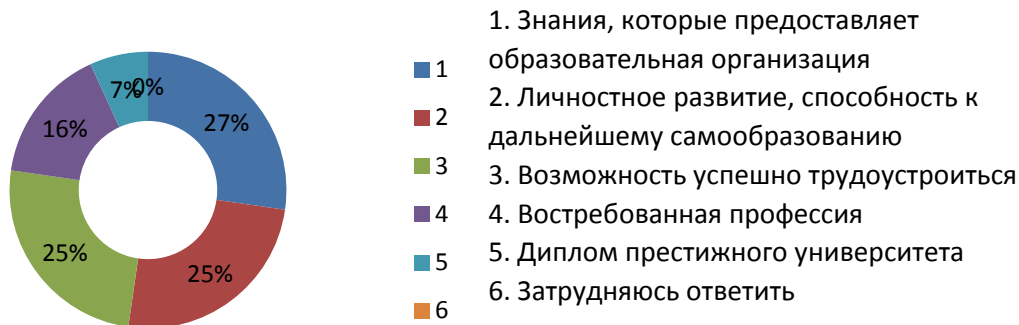 27%
25%
25%
16%
7%
0%
1
2
3
4
5
6
1. Знания, которые предоставляет
образовательная организация
2. Личностное развитие, способность к
дальнейшему самообразованию
3. Возможность успешно трудоустроиться
4. Востребованная профессия
5. Диплом престижного университета
6. Затрудняюсь ответить